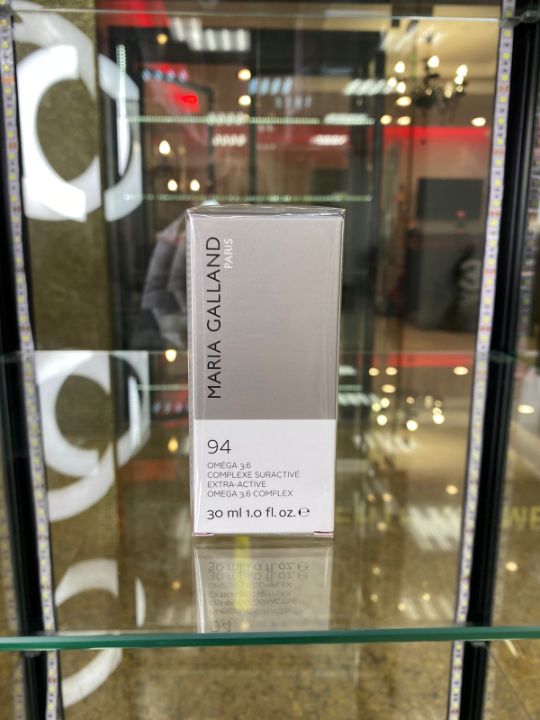 MARIA GALLAND
PARIS
94
OMÉGA 3.6
COMPLEXE SURACTIVÉ
EXTRA-ACTIVE
OMEGA 3.6 COMPLEX
30 ml 1.0 fl. oz. e